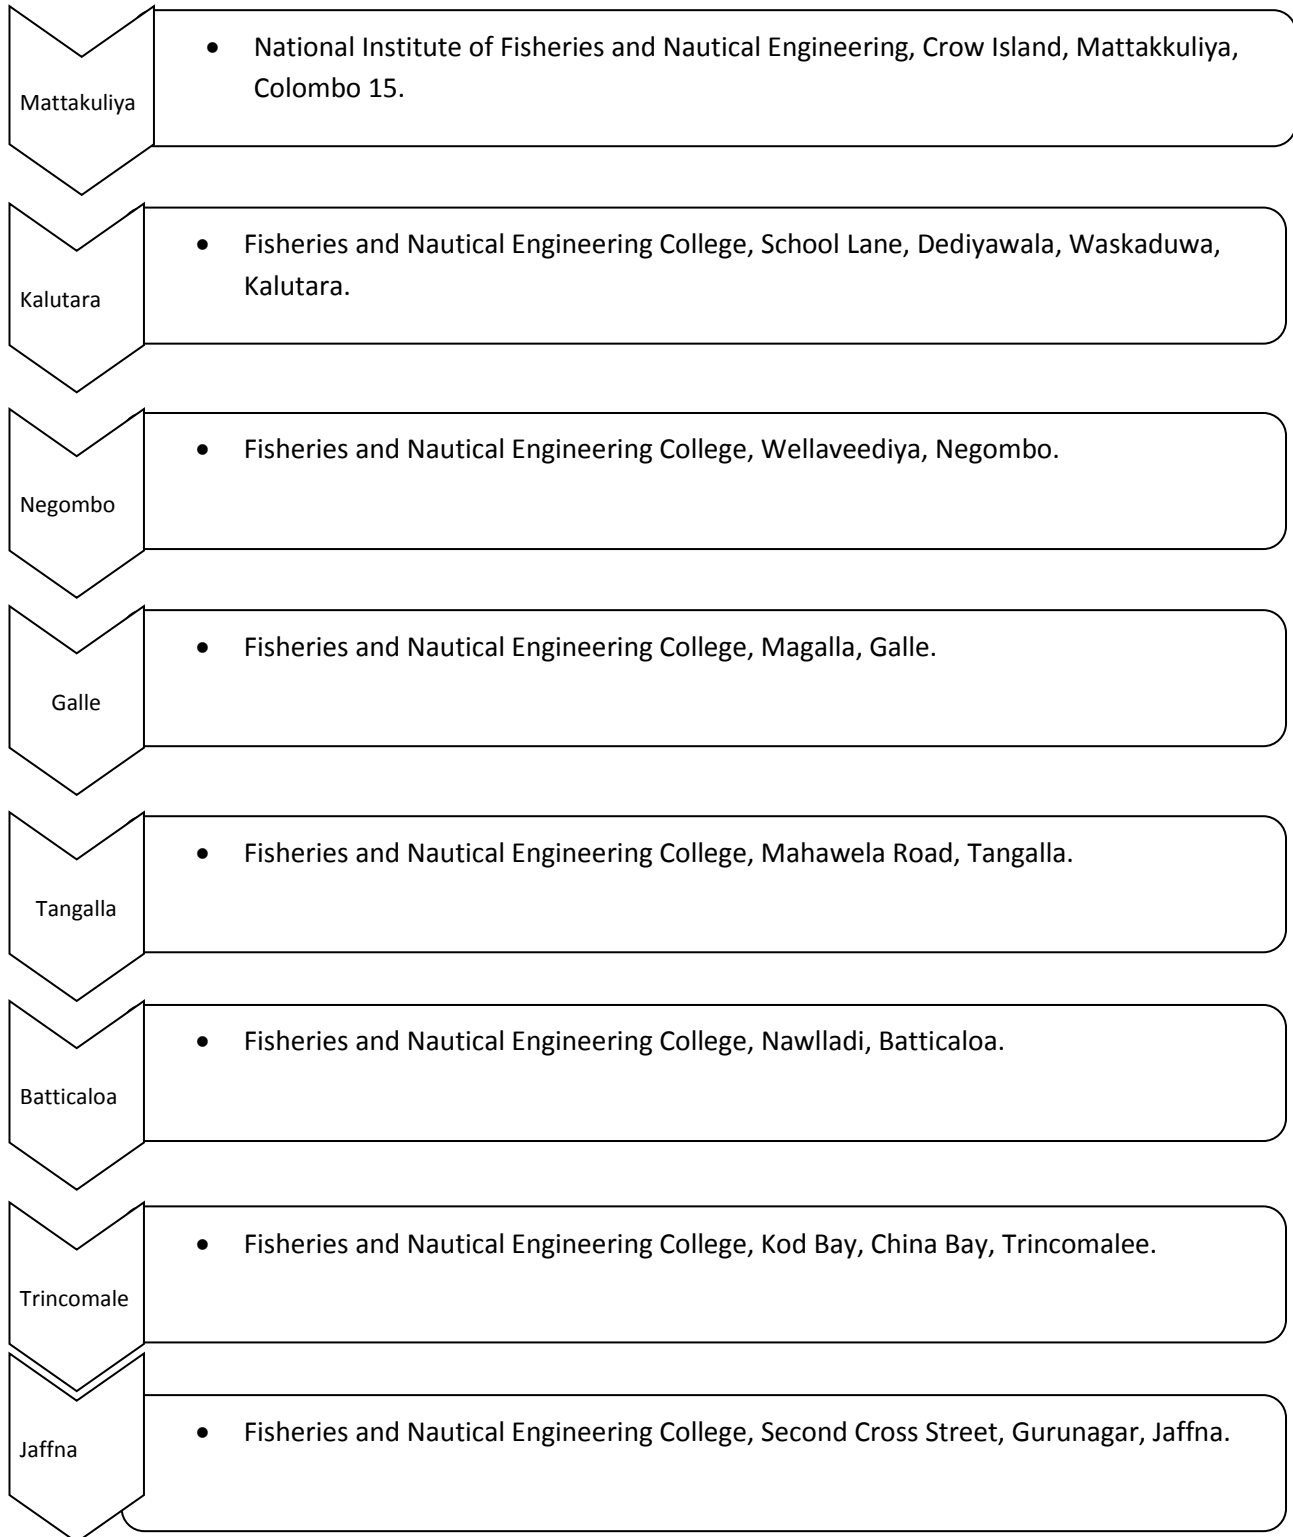 Mattakuliya
• National Institute of Fisheries and Nautical Engineering, Crow Island, Mattakkuliya,
Colombo 15.
Kalutara
• Fisheries and Nautical Engineering College, School Lane, Dediyawala, Waskaduwa,
Kalutara.
Negombo
• Fisheries and Nautical Engineering College, Wellaveediya, Negombo.
Galle
• Fisheries and Nautical Engineering College, Magalla, Galle.
Tangalla
• Fisheries and Nautical Engineering College, Mahawela Road, Tangalla.
Batticaloa
• Fisheries and Nautical Engineering College, Nawlladi, Batticaloa.
Trincomale
• Fisheries and Nautical Engineering College, Kod Bay, China Bay, Trincomalee.
Jaffna
• Fisheries and Nautical Engineering College, Second Cross Street, Gurunagar, Jaffna.